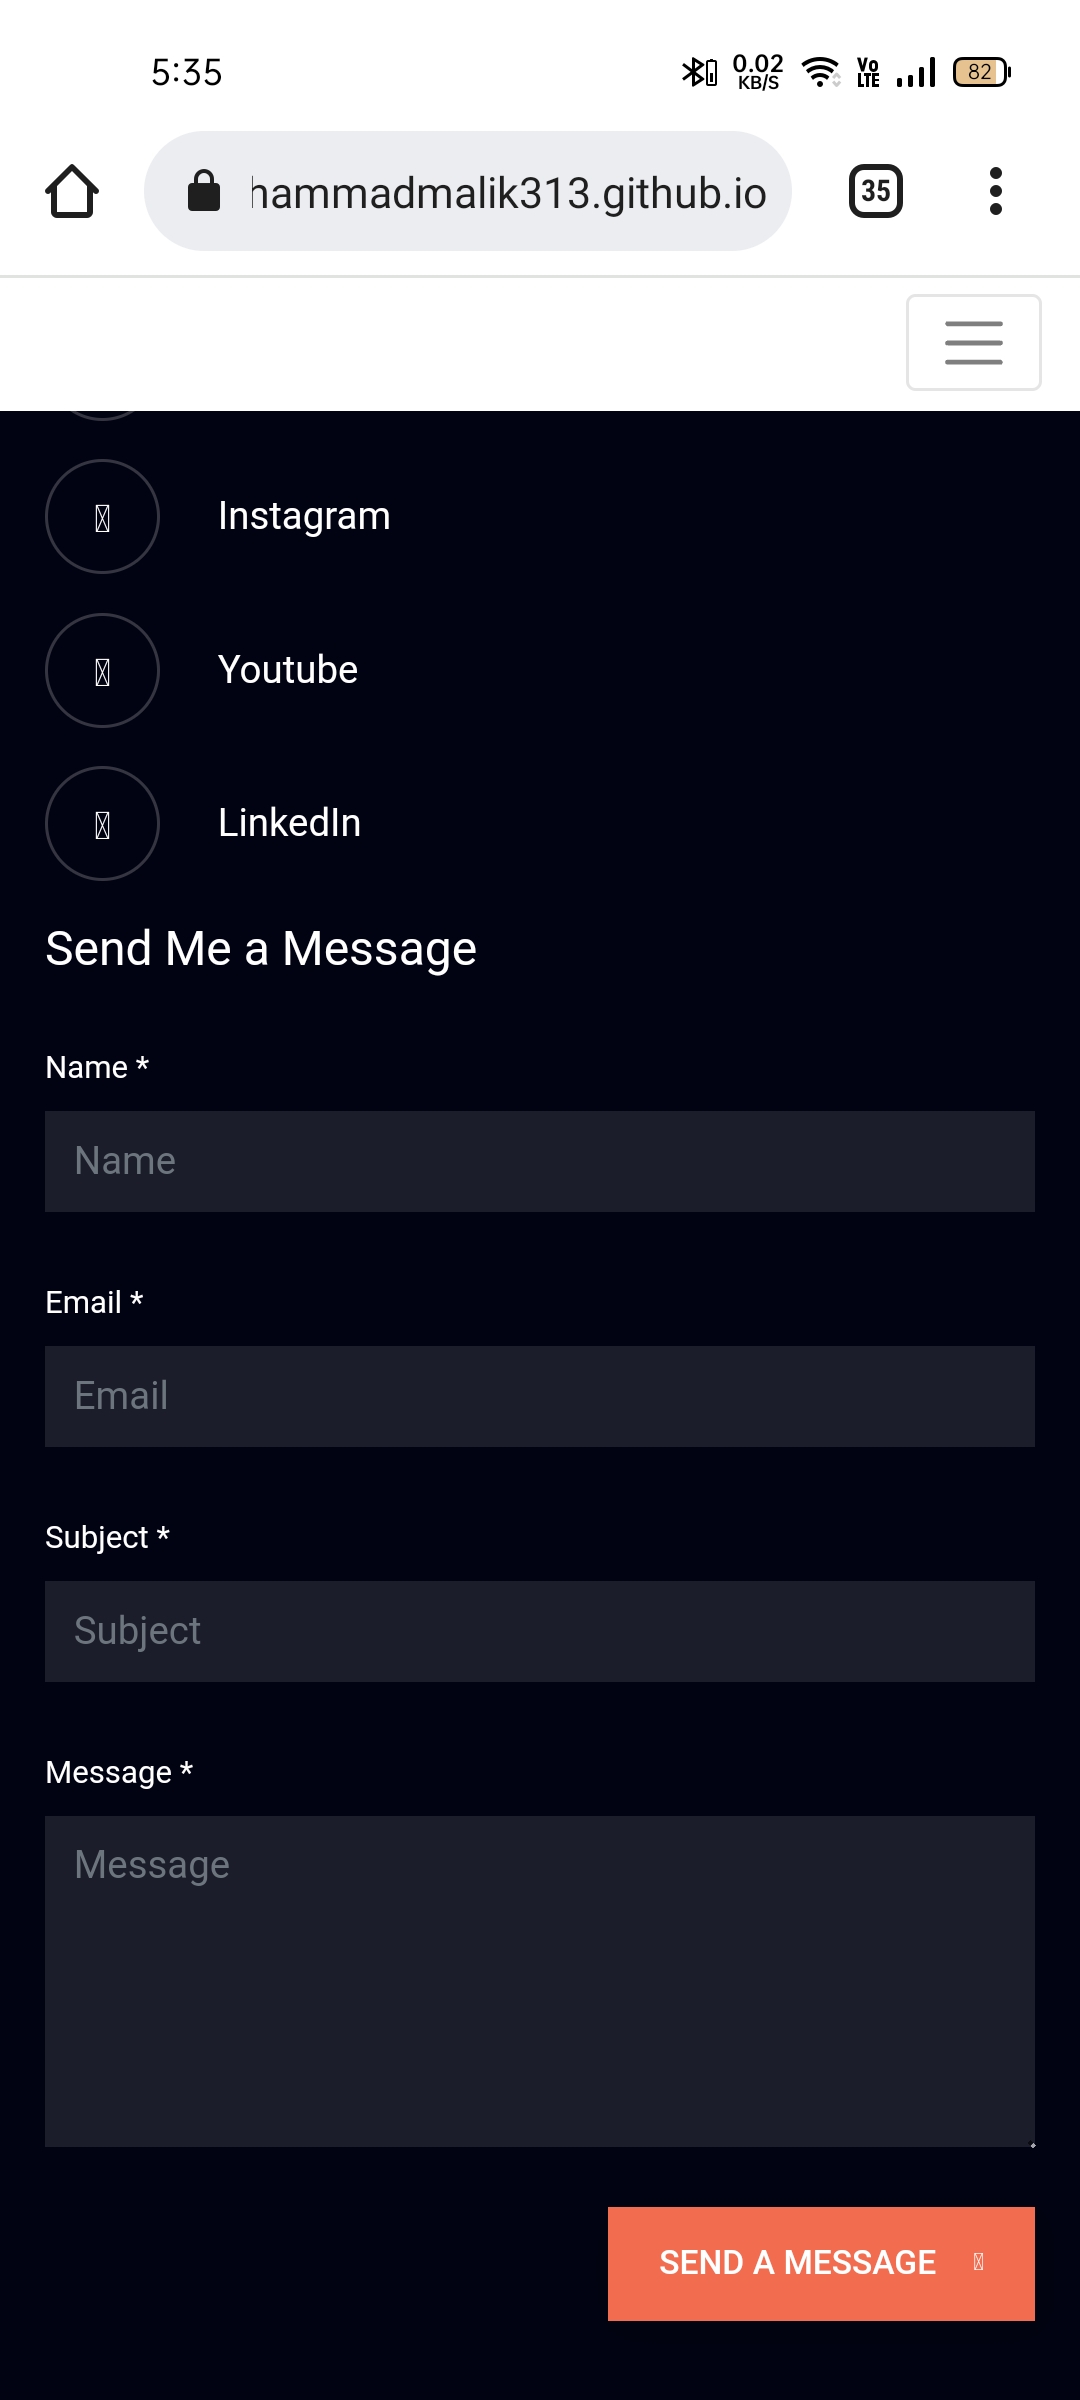 5:35
0.02
KB/S
Vo
LTE
82
hammadmalik313.github.io
35
Instagram
Youtube
LinkedIn
Send Me a Message
Name *
Name
Email *
Email
Subject *
Subject
Message *
Message
SEND A MESSAGE